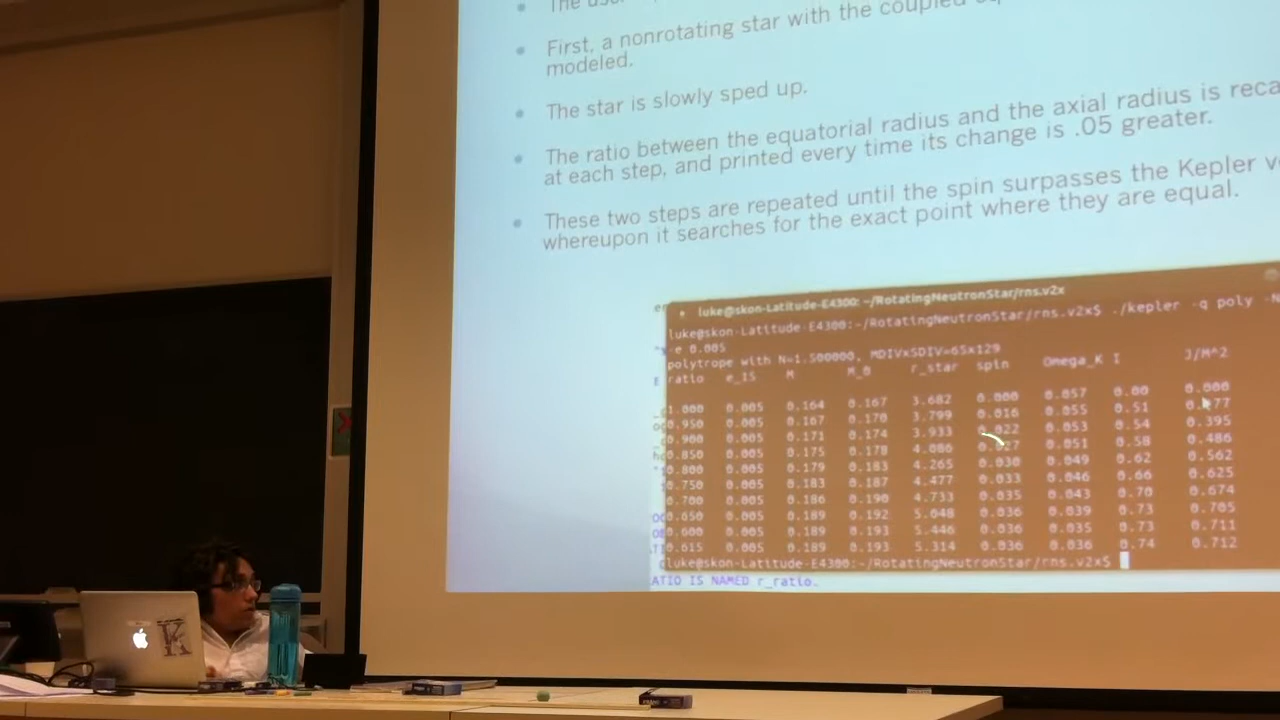 The
First, a nonrotating star with the coupled
modeled.
The star is slowly sped up.
The ratio between the equatorial radius and the axial radius is reca
at each step, and printed every time its change is .05 greater.
These two steps are repeated until the spin surpasses the Kepler v
whereupon it searches for the exact point where they are equal.
luke@skon-Latitude-E4300: ~/RotatingNeutronStar/rns.v2x
luke@skon-Latitude-E4300:~/RotatingNeutronStar/rns.v2x$ ./kepler -q poly -N
-e 0.005
polytrope with N=1.500000, MDIVxSDIV=65x129
ratio e_15 M M_0 r_star spin Omega_K I J/M^2
1.000 0.005 0.164 0.167 3.682 0.000 0.057 0.00 0.000
0.950 0.005 0.167 0.170 3.799 0.016 0.055 0.51
0.900 0.005 0.171 0.174 3.933 0.022 0.053 0.54 0.395
0.850 0.005 0.175 0.178 4.086 0.027 0.051 0.58 0.486
0.800 0.005 0.179 0.183 4.265 0.030 0.049 0.62 0.562
0.750 0.005 0.183 0.187 4.477 0.033 0.046 0.66 0.625
0.700 0.005 0.186 0.190 4.733 0.035 0.043 0.70 0.674
0.650 0.005 0.189 0.192 5.048 0.036 0.039 0.73 0.705
0.600 0.005 0.189 0.193 5.446 0.036 0.035 0.73 0.711
0.615 0.005 0.189 0.193 5.314 0.036 0.036 0.74 0.712
luke@skon-Latitude-E4300:~/RotatingNeutronStar/rns.v2x$
ATIO IS NAMED r_ratio.
K